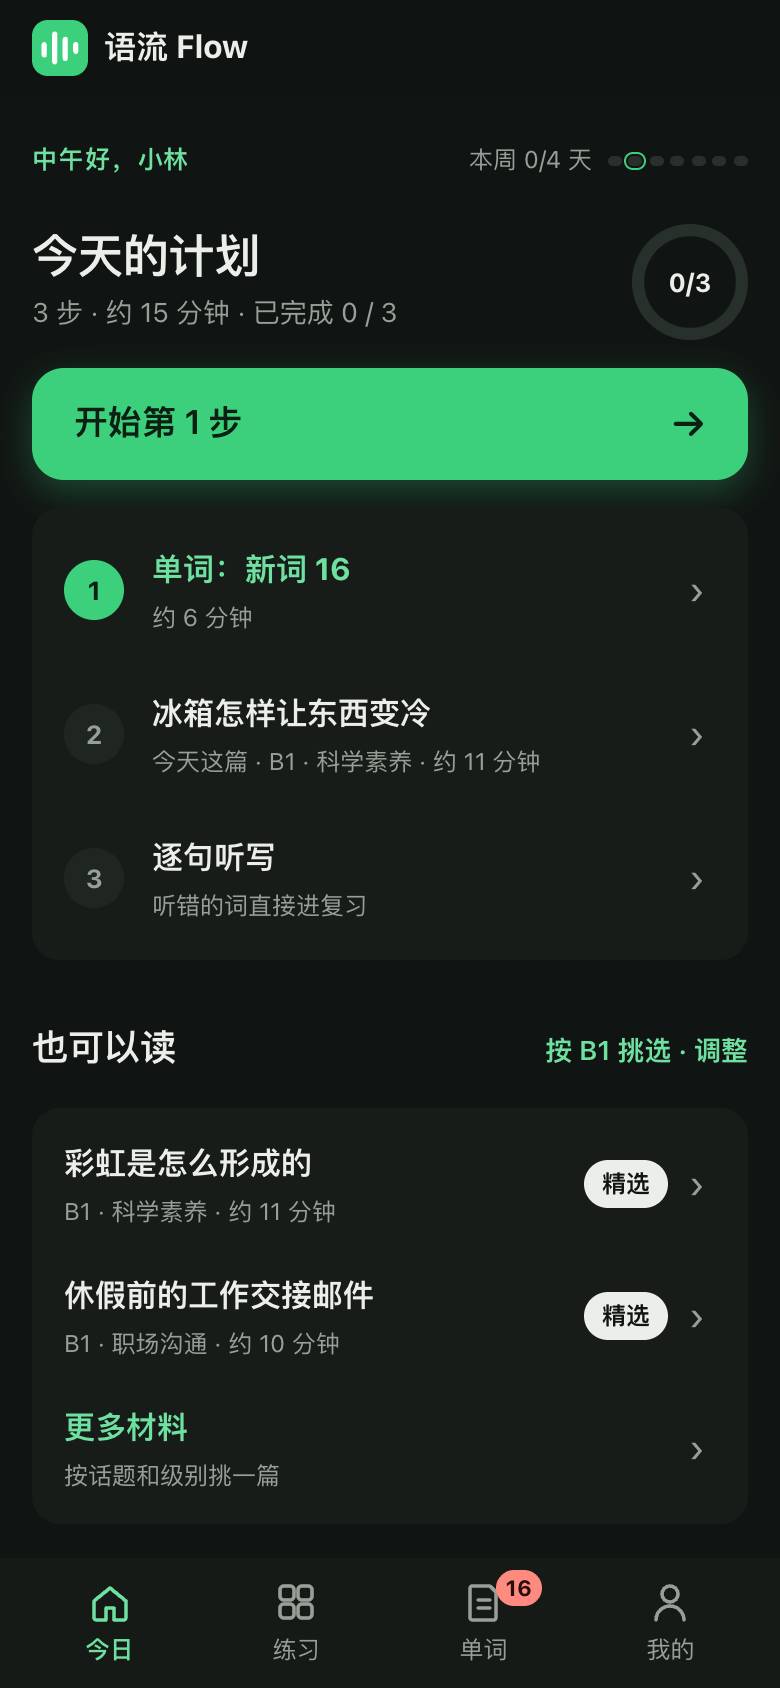 语流 Flow
中午好，小林
本周 0/4 天
今天的计划
3 步 · 约 15 分钟 · 已完成 0 / 3
0/3
开始第 1 步 →
1
单词：新词 16
约 6 分钟
2
冰箱怎样让东西变冷
今天这篇 · B1 · 科学素养 · 约 11 分钟
3
逐句听写
听错的词直接进复习
也可以读
按 B1 挑选 · 调整
彩虹是怎么形成的
B1 · 科学素养 · 约 11 分钟
精选
休假前的工作交接邮件
B1 · 职场沟通 · 约 10 分钟
精选
更多材料
按话题和级别挑一篇
今日
练习
16
单词
我的